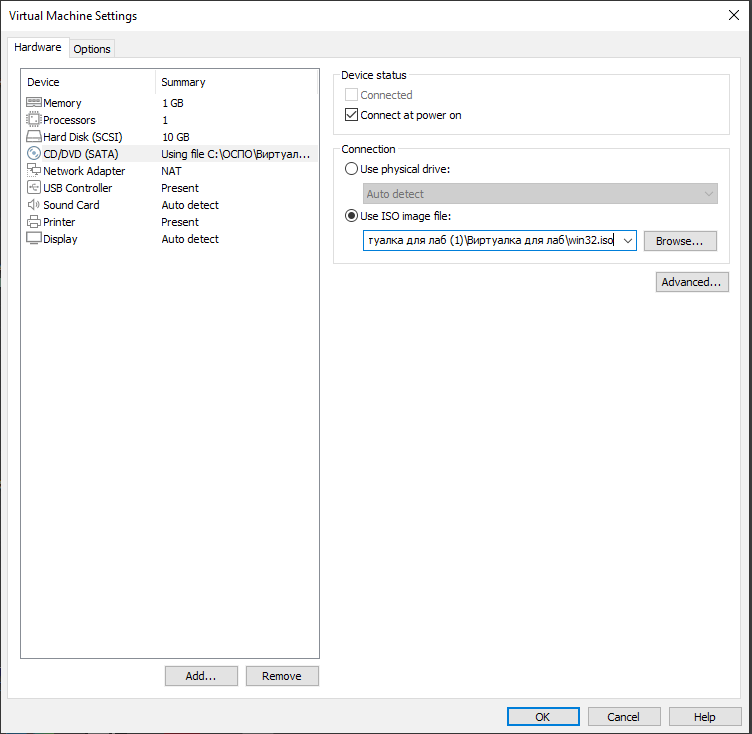 Virtual Machine Settings
Hardware Options
Device Summary
Memory 1 GB
Processors 1
Hard Disk (SCSI) 10 GB
CD/DVD (SATA) Using file C:\ОСПО\Виртуал...
Network Adapter NAT
USB Controller Present
Sound Card Auto detect
Printer Present
Display Auto detect
Add... Remove
Device status
Connected
Connect at power on
Connection
Use physical drive:
Auto detect
Use ISO image file:
туалка для лаб (1)\Виртуалка для лаб\win32.iso Browse...
Advanced...
OK Cancel Help